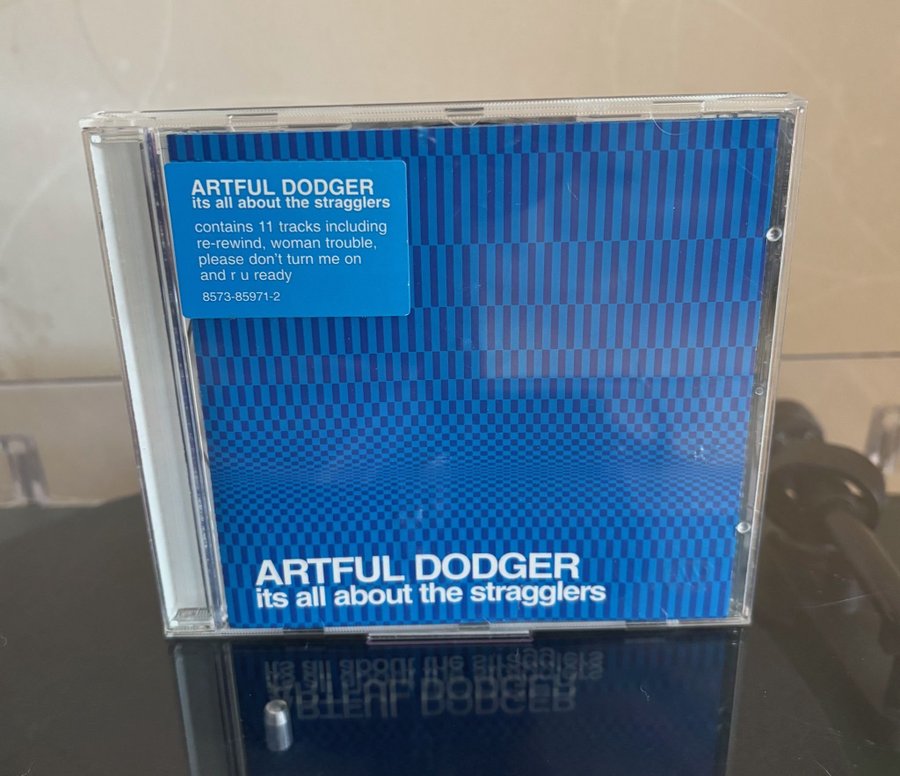 ARTFUL DODGER
its all about the stragglers
contains 11 tracks including
re-rewind, woman trouble,
please don't turn me on
and r u ready
8573-85971-2
ARTFUL DODGER
its all about the stragglers